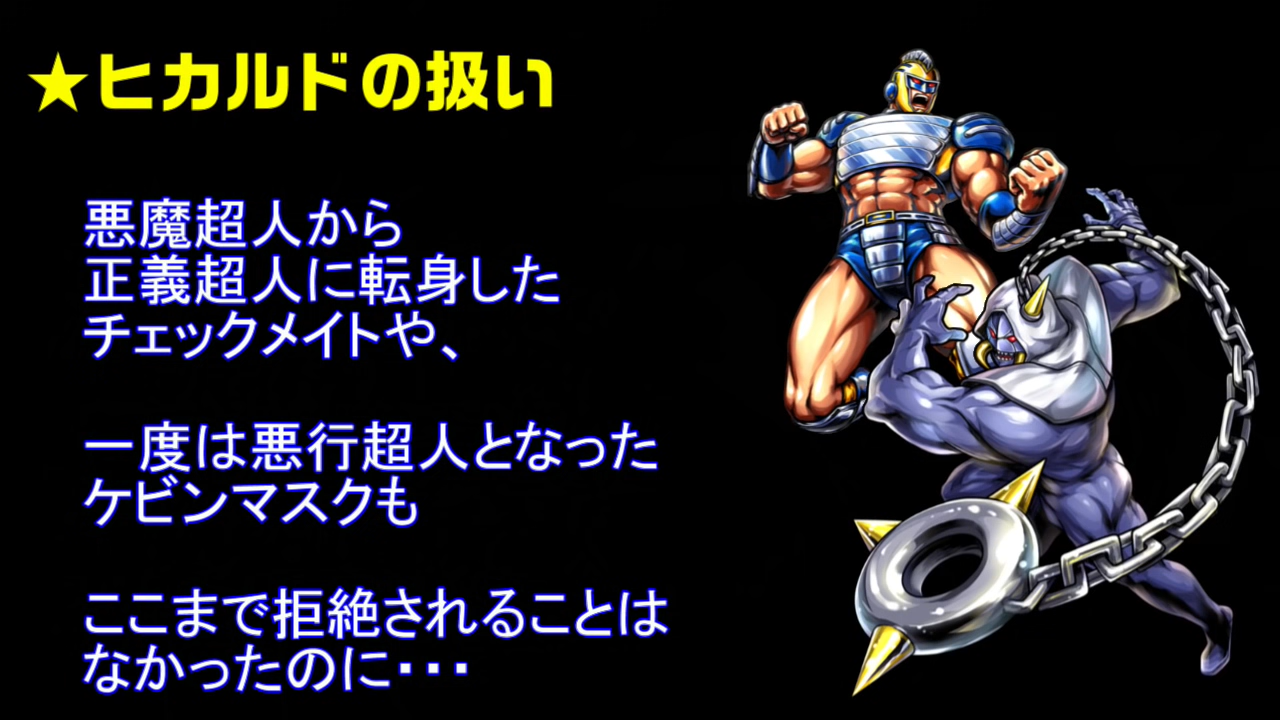 ★ヒカルドの扱い
悪魔超人から
正義超人に転身した
チェックメイトや、
一度は悪行超人となった
ケビンマスクも
ここまで拒絶されることは
なかったのに・・・